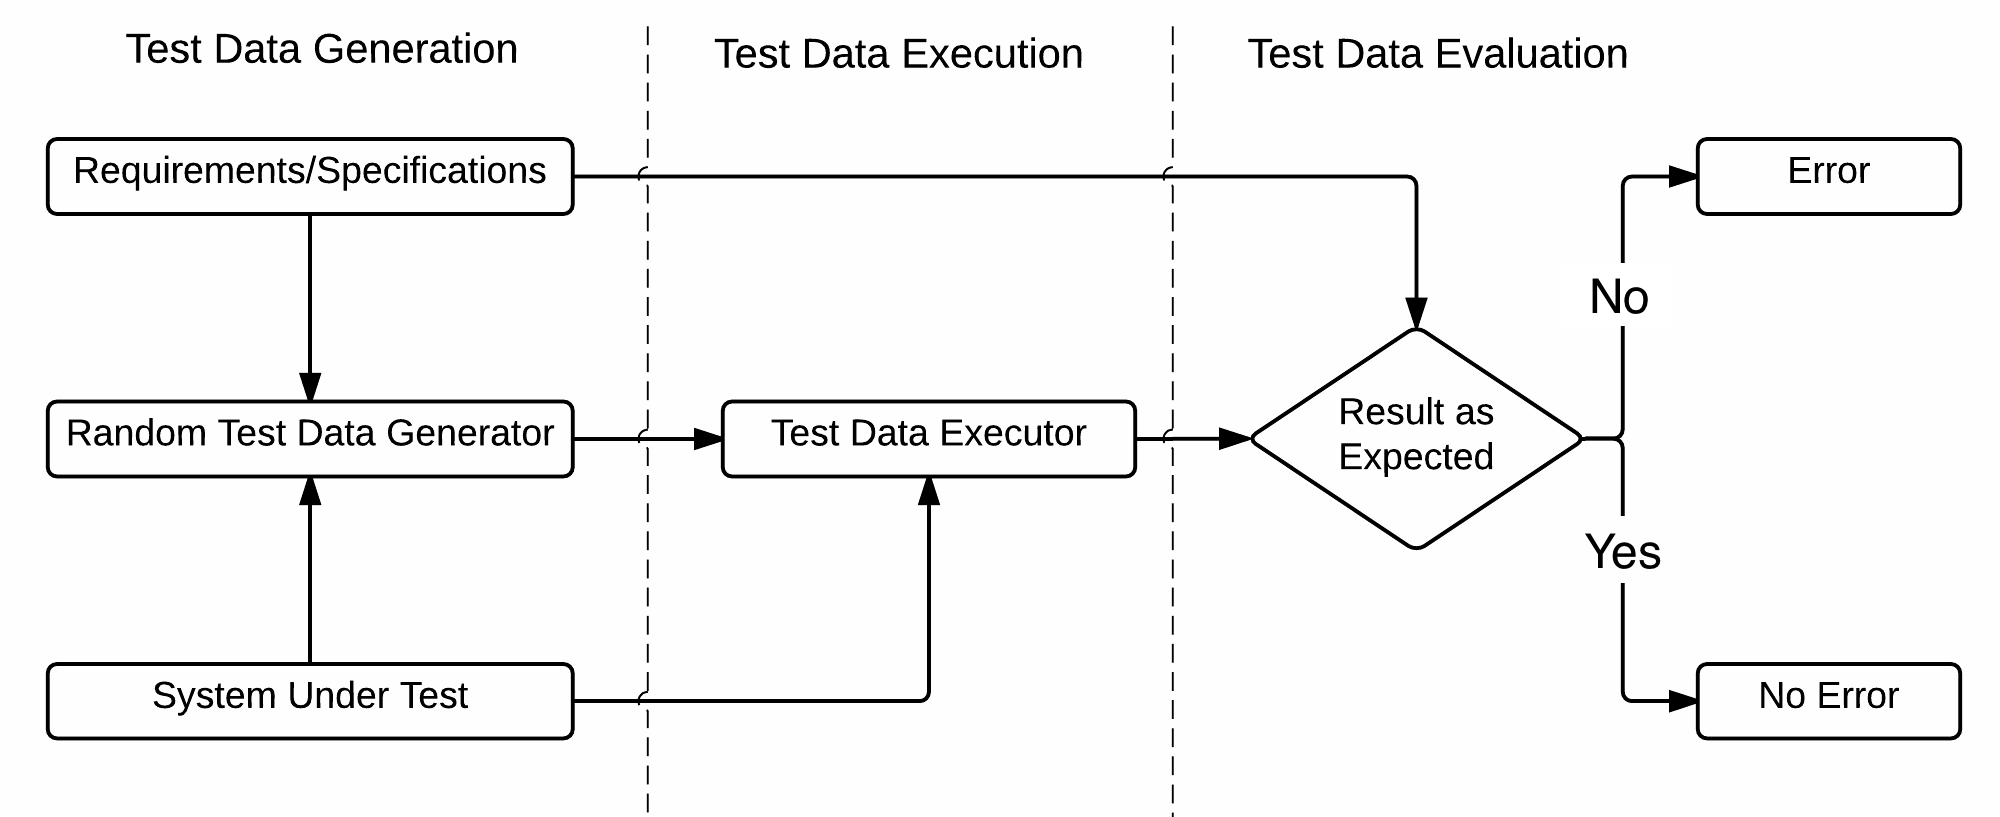 Test Data Generation
Test Data Execution
Test Data Evaluation
Requirements/Specifications
Error
No
Random Test Data Generator
Test Data Executor
Result as
Expected
Yes
System Under Test
No Error